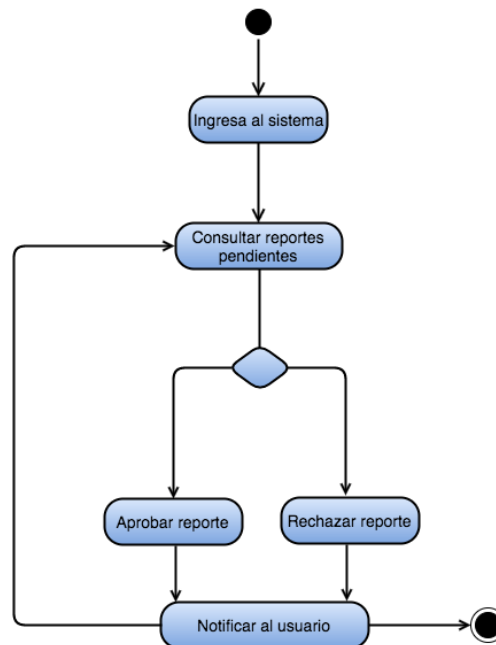 Ingresa al sistema
Consultar reportes
pendientes
Aprobar reporte
Rechazar reporte
Notificar al usuario